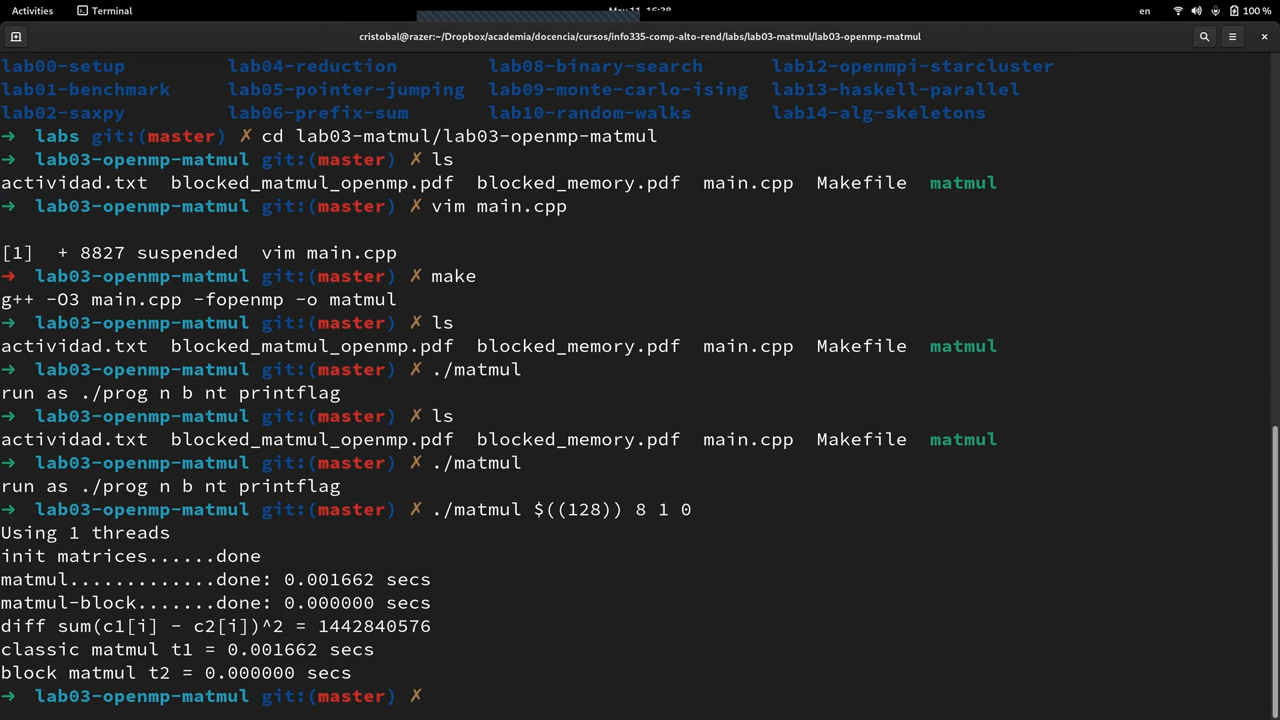 Activities Terminal May 11 16:38 en 100 %
cristobal@razer:~/Dropbox/academia/docencia/cursos/info335-comp-alto-rend/labs/lab03-matmul/lab03-openmp-matmul
lab00-setup lab04-reduction lab08-binary-search lab12-openmpi-starcluster
lab01-benchmark lab05-pointer-jumping lab09-monte-carlo-ising lab13-haskell-parallel
lab02-saxpy lab06-prefix-sum lab10-random-walks lab14-alg-skeletons
→ labs git:(master) ✗ cd lab03-matmul/lab03-openmp-matmul
→ lab03-openmp-matmul git:(master) ✗ ls
actividad.txt blocked_matmul_openmp.pdf blocked_memory.pdf main.cpp Makefile matmul
→ lab03-openmp-matmul git:(master) ✗ vim main.cpp
[1] + 8827 suspended vim main.cpp
→ lab03-openmp-matmul git:(master) ✗ make
g++ -O3 main.cpp -fopenmp -o matmul
→ lab03-openmp-matmul git:(master) ✗ ls
actividad.txt blocked_matmul_openmp.pdf blocked_memory.pdf main.cpp Makefile matmul
→ lab03-openmp-matmul git:(master) ✗ ./matmul
run as ./prog n b nt printflag
→ lab03-openmp-matmul git:(master) ✗ ls
actividad.txt blocked_matmul_openmp.pdf blocked_memory.pdf main.cpp Makefile matmul
→ lab03-openmp-matmul git:(master) ✗ ./matmul
run as ./prog n b nt printflag
→ lab03-openmp-matmul git:(master) ✗ ./matmul $((128)) 8 1 0
Using 1 threads
init matrices......done
matmul.............done: 0.001662 secs
matmul-block.......done: 0.000000 secs
diff sum(c1[i] - c2[i])^2 = 1442840576
classic matmul t1 = 0.001662 secs
block matmul t2 = 0.000000 secs
→ lab03-openmp-matmul git:(master) ✗